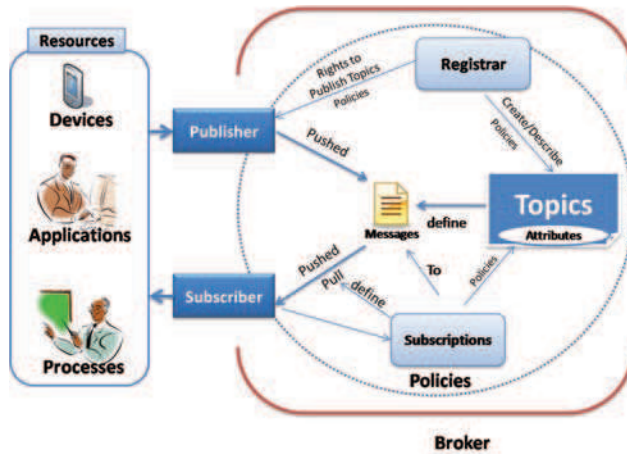 Resources
Devices
Applications
Processes
Publisher
Subscriber
Registrar
Rights to
Publish Topics
Policies
Create/Describe
Policies
Pushed
Messages
define
Topics
Attributes
Pushed
Pull
define
To
Policies
Subscriptions
Policies
Broker